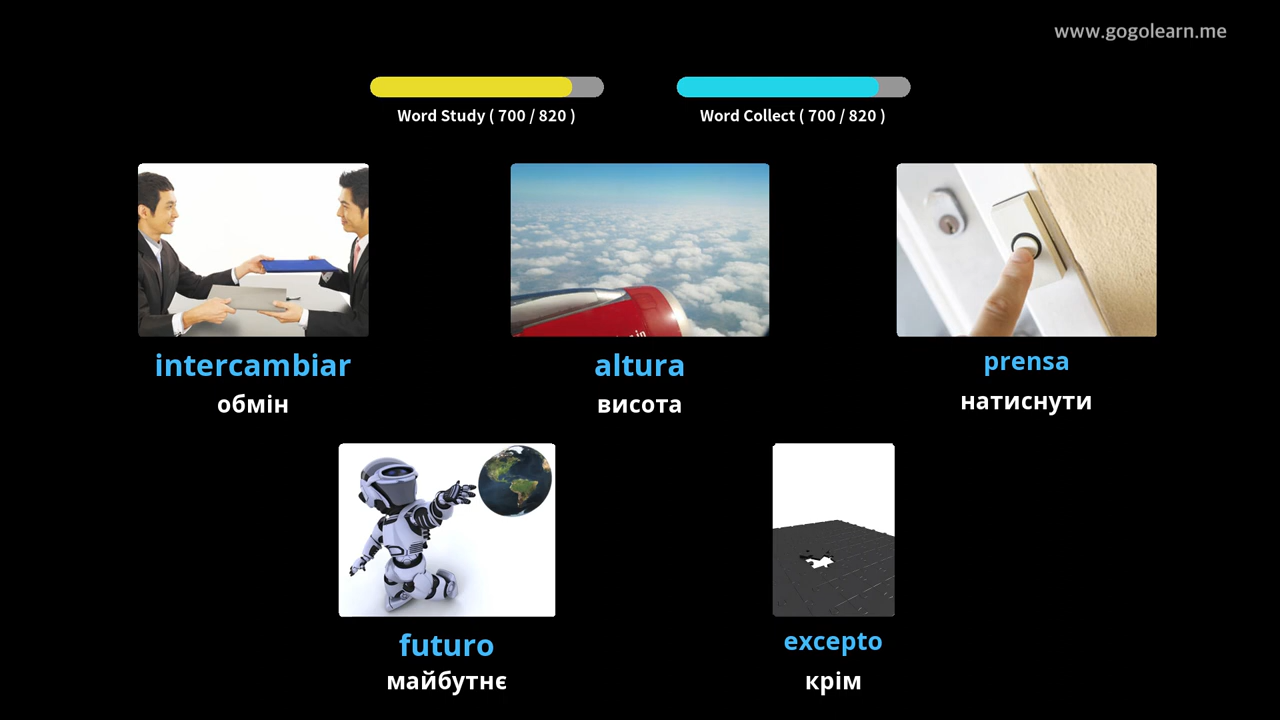 www.gogolearn.me
Word Study ( 700 / 820 )
Word Collect ( 700 / 820 )
intercambiar
обмін
altura
висота
prensa
натиснути
futuro
майбутнє
excepto
крім